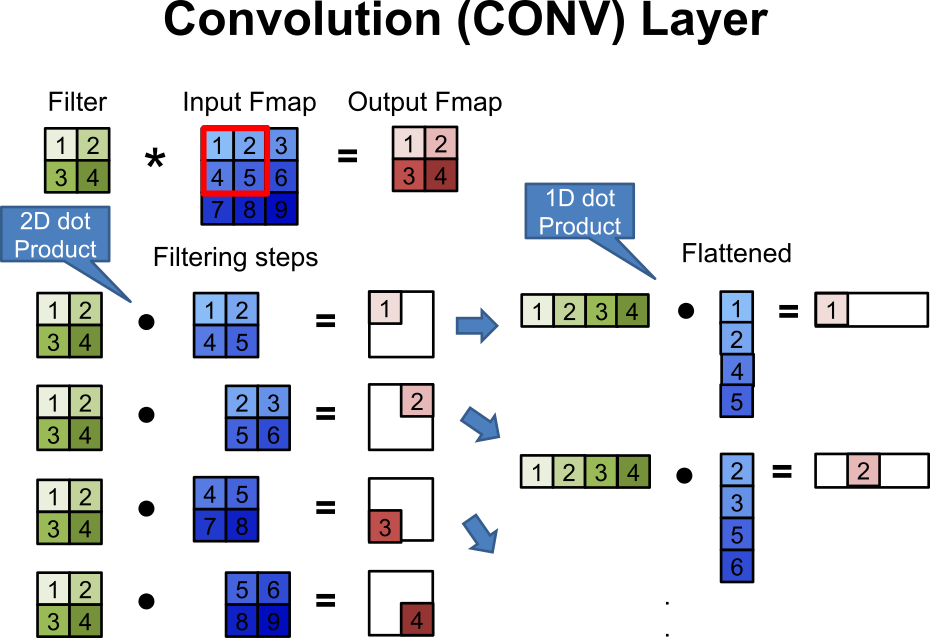 Convolution (CONV) Layer
Filter Input Fmap Output Fmap
1 2 * 1 2 3 = 1 2
3 4 4 5 6 3 4
7 8 9
2D dot
Product
1D dot
Product
Filtering steps
Flattened
1 2 • 1 2 = 1
3 4 4 5
1 2 3 4 • 1 = 1
2
4
5
1 2 • 2 3 = 2
3 4 5 6
1 2 3 4 • 2 = 2
3
5
6
1 2 • 4 5 =
3 4 7 8 3
1 2 • 5 6 =
3 4 8 9 4
.
.